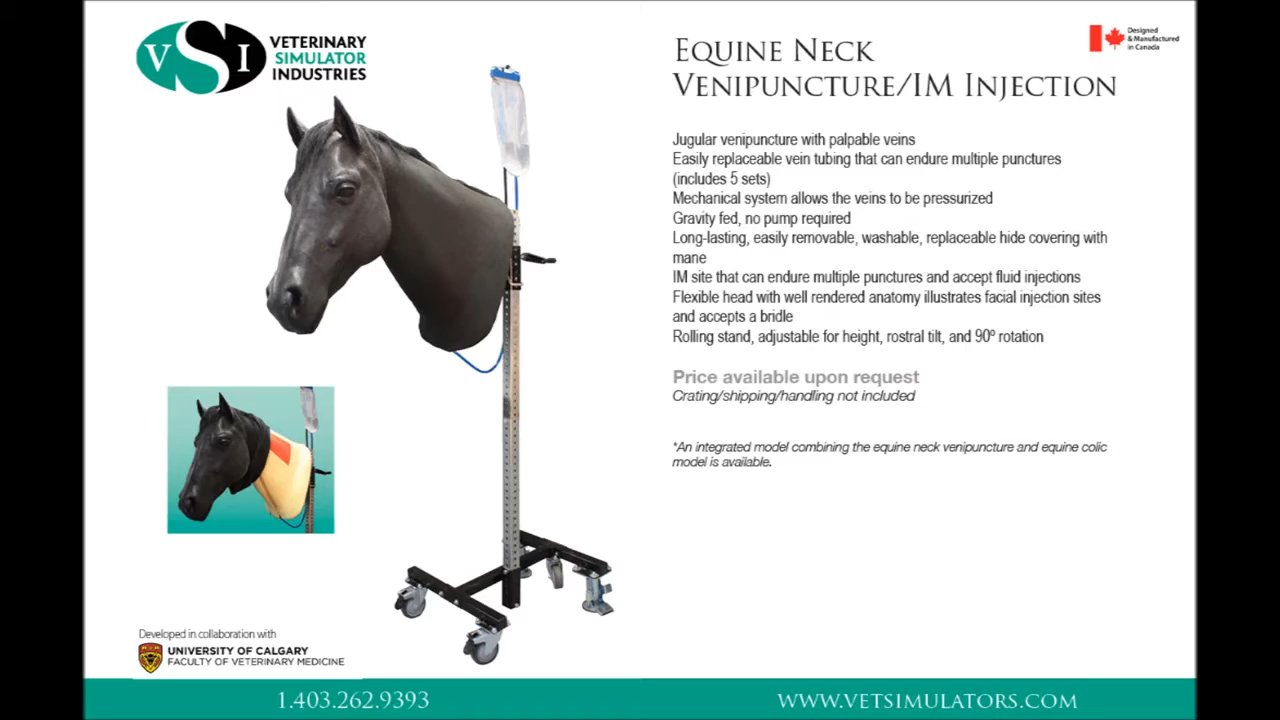 VSI
VETERINARY
SIMULATOR
INDUSTRIES
EQUINE NECK
VENIPUNCTURE/IM INJECTION
Designed
& Manufactured
in Canada
Jugular venipuncture with palpable veins
Easily replaceable vein tubing that can endure multiple punctures
(includes 5 sets)
Mechanical system allows the veins to be pressurized
Gravity fed, no pump required
Long-lasting, easily removable, washable, replaceable hide covering with
mane
IM site that can endure multiple punctures and accept fluid injections
Flexible head with well rendered anatomy illustrates facial injection sites
and accepts a bridle
Rolling stand, adjustable for height, rostral tilt, and 90º rotation
Price available upon request
Crating/shipping/handling not included
*An integrated model combining the equine neck venipuncture and equine colic
model is available.
Developed in collaboration with
UNIVERSITY OF CALGARY
FACULTY OF VETERINARY MEDICINE
1.403.262.9393
WWW.VETSIMULATORS.COM